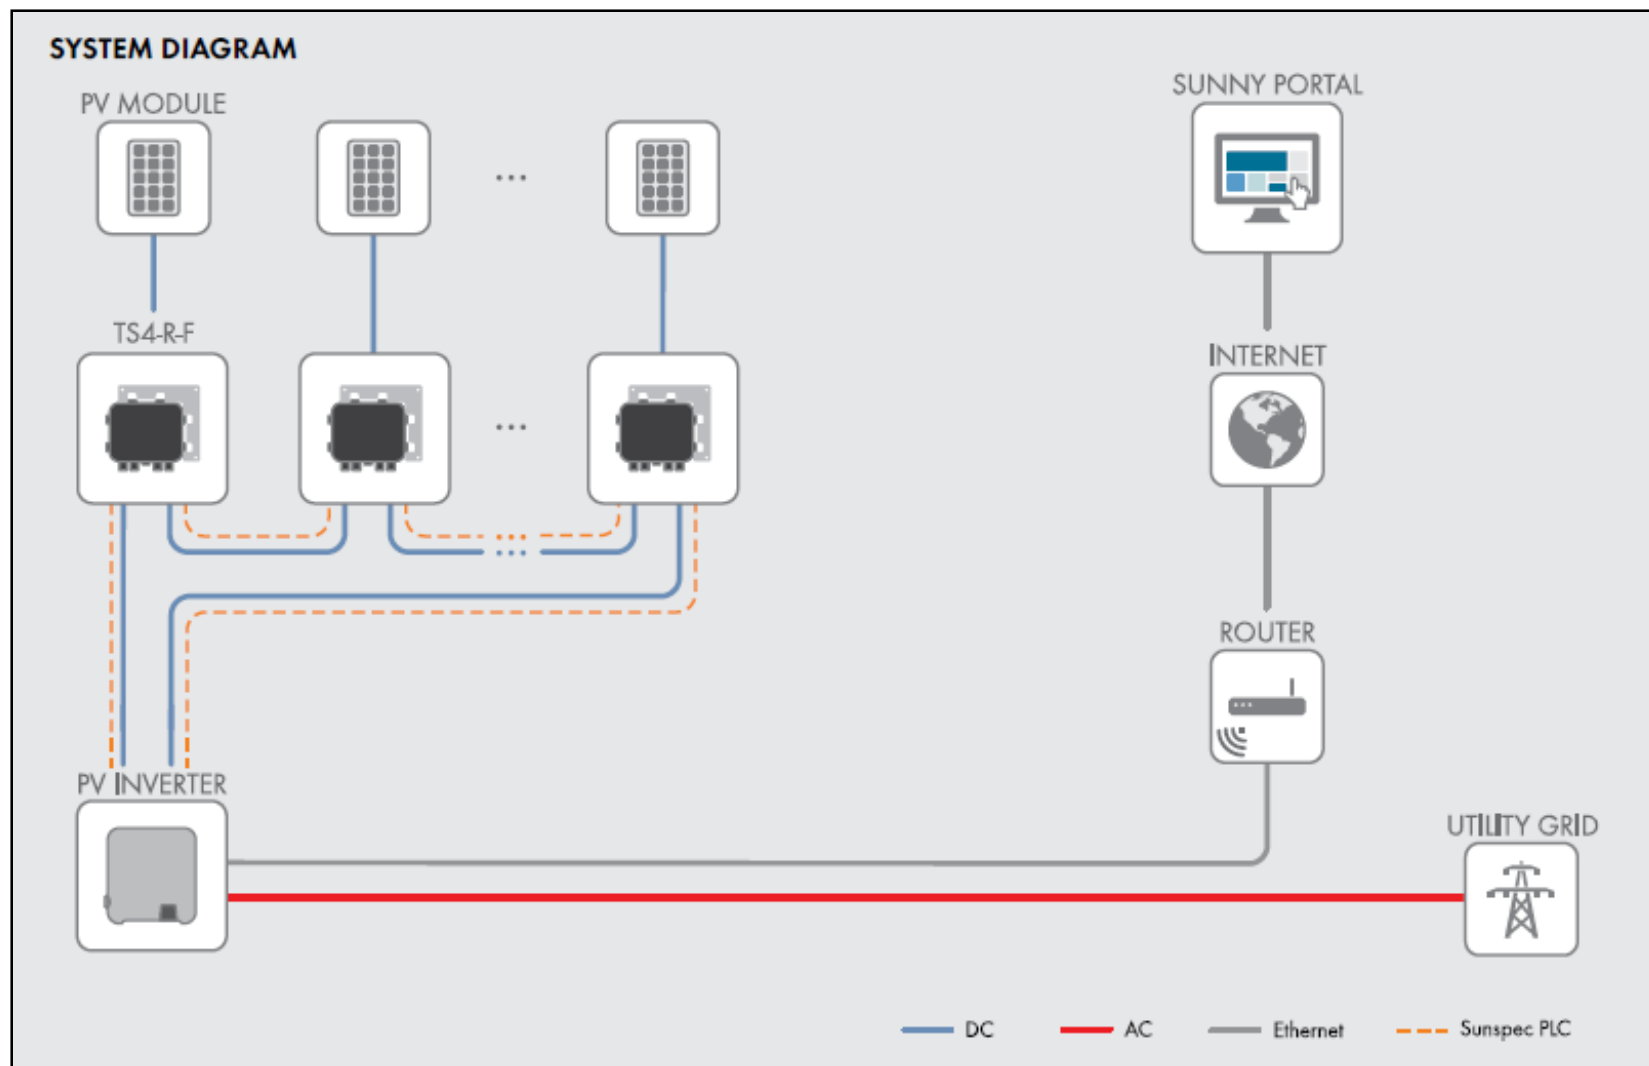 SYSTEM DIAGRAM
PV MODULE
SUNNY PORTAL
TS4-R-F
INTERNET
ROUTER
PV INVERTER
UTILITY GRID
DC
AC
Ethernet
Sunspec PLC